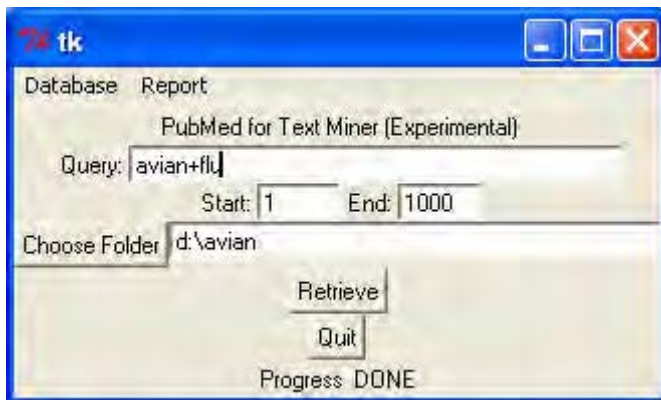 tk
Database Report
PubMed for Text Miner (Experimental)
Query: avian+flu
Start: 1 End: 1000
Choose Folder d:\avian
Retrieve
Quit
Progress DONE